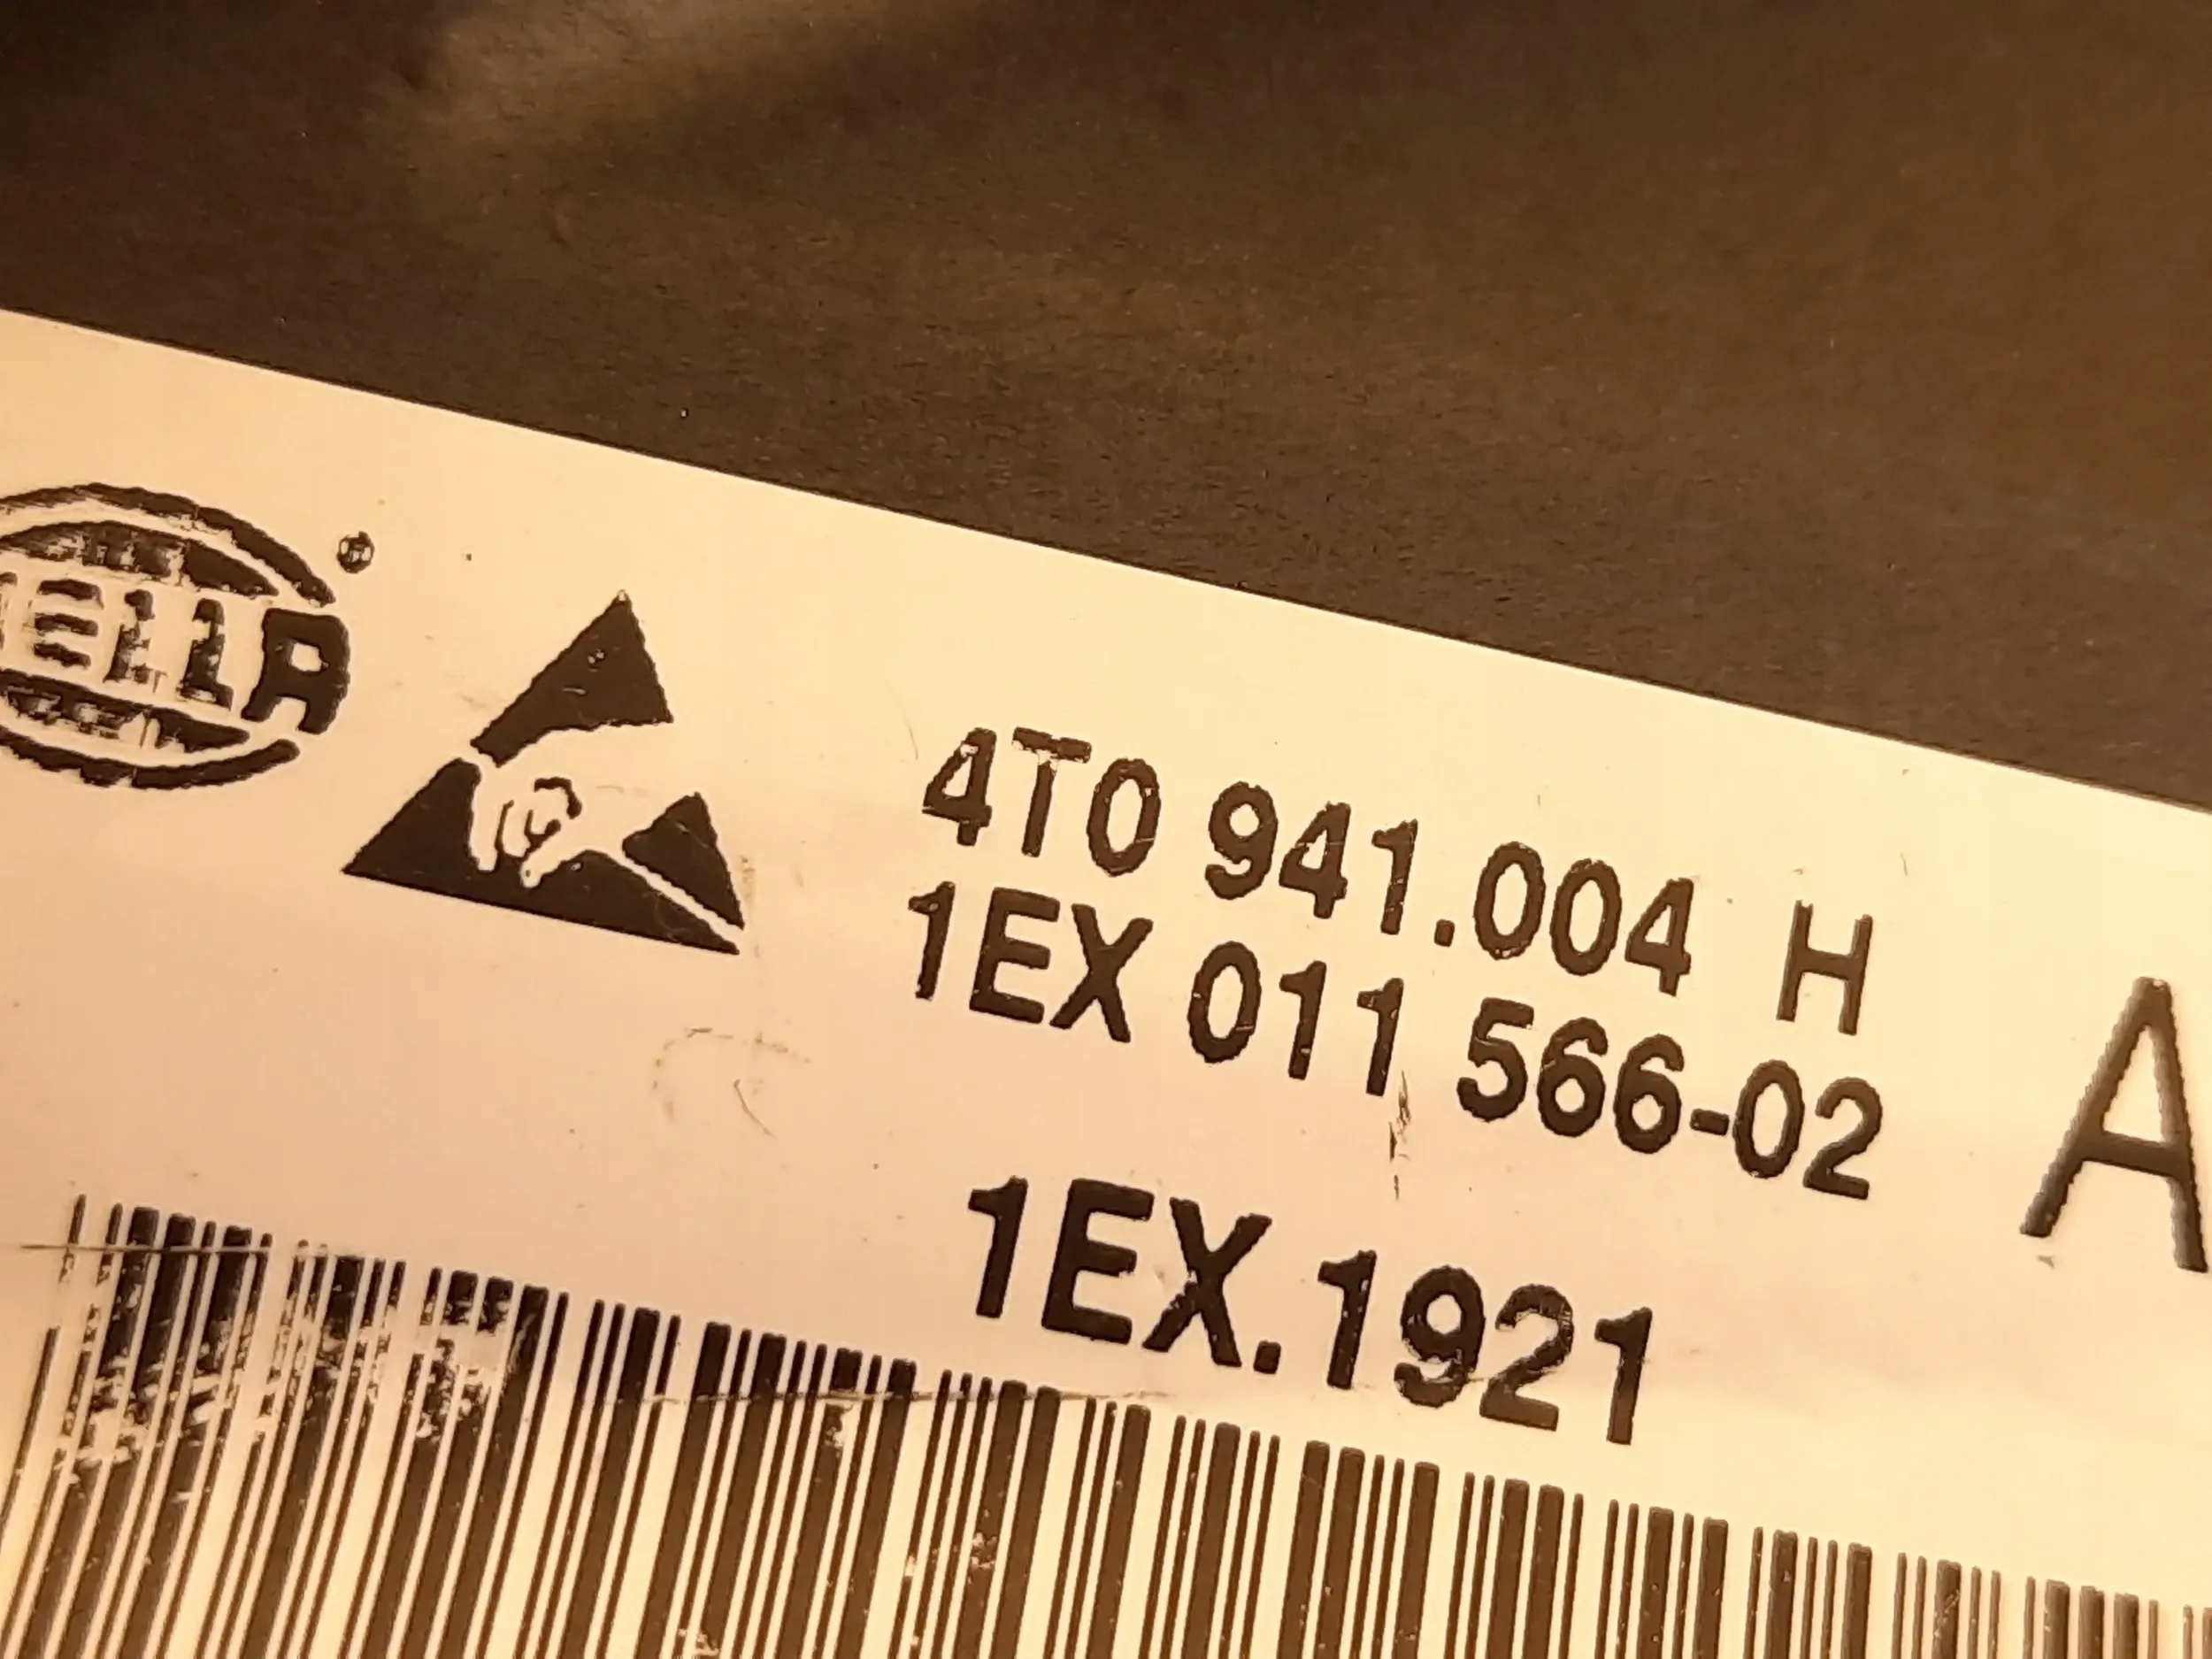 HELLA
4T0 941.004 H
1EX 011 566-02
A
1EX.1921